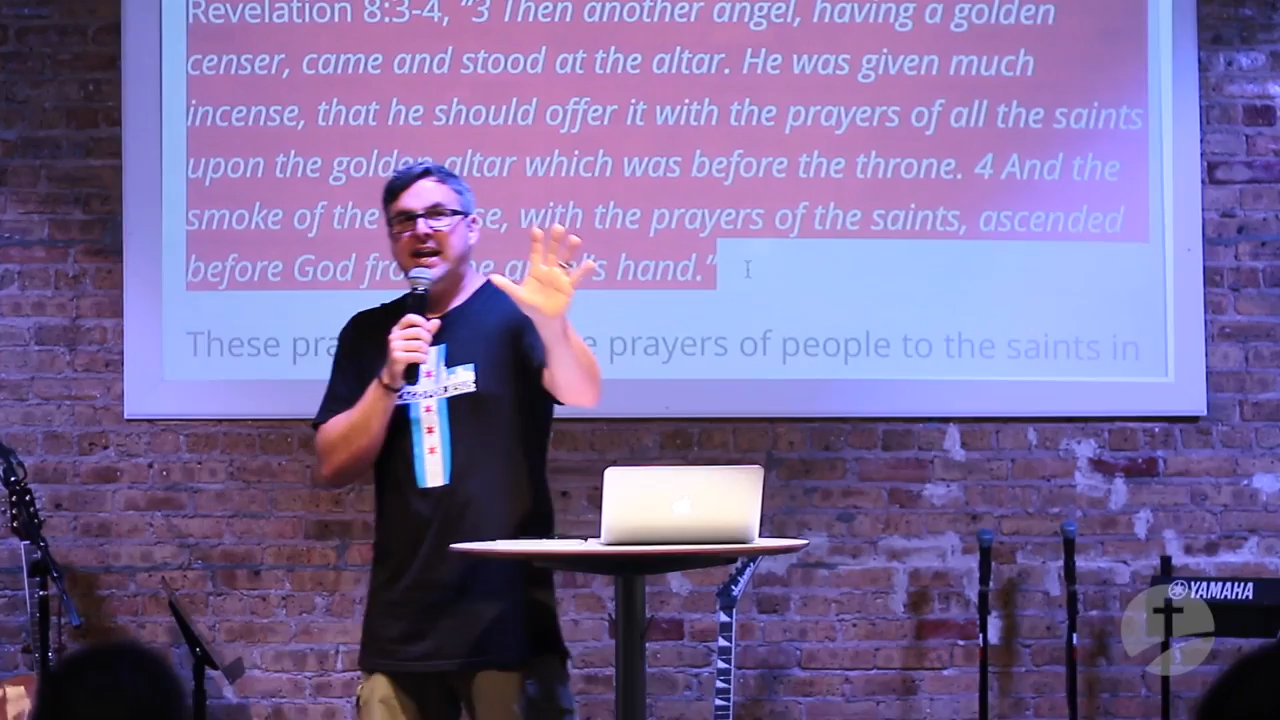 Revelation 8:3-4, “3 Then another angel, having a golden
censer, came and stood at the altar. He was given much
incense, that he should offer it with the prayers of all the saints
upon the golden altar which was before the throne. 4 And the
smoke of the se, with the prayers of the saints, ascended
before God fro he a l's hand.”
These pra e prayers of people to the saints in
YAMAHA